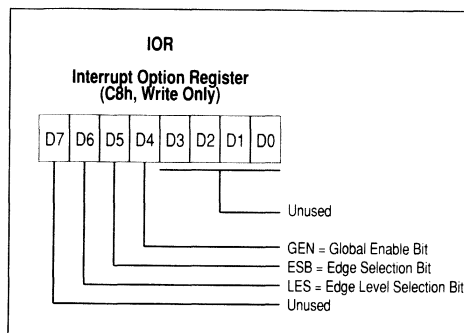 IOR
Interrupt Option Register
(C8h, Write Only)
D7 D6 D5 D4 D3 D2 D1 D0
Unused
GEN = Global Enable Bit
ESB = Edge Selection Bit
LES = Edge Level Selection Bit
Unused